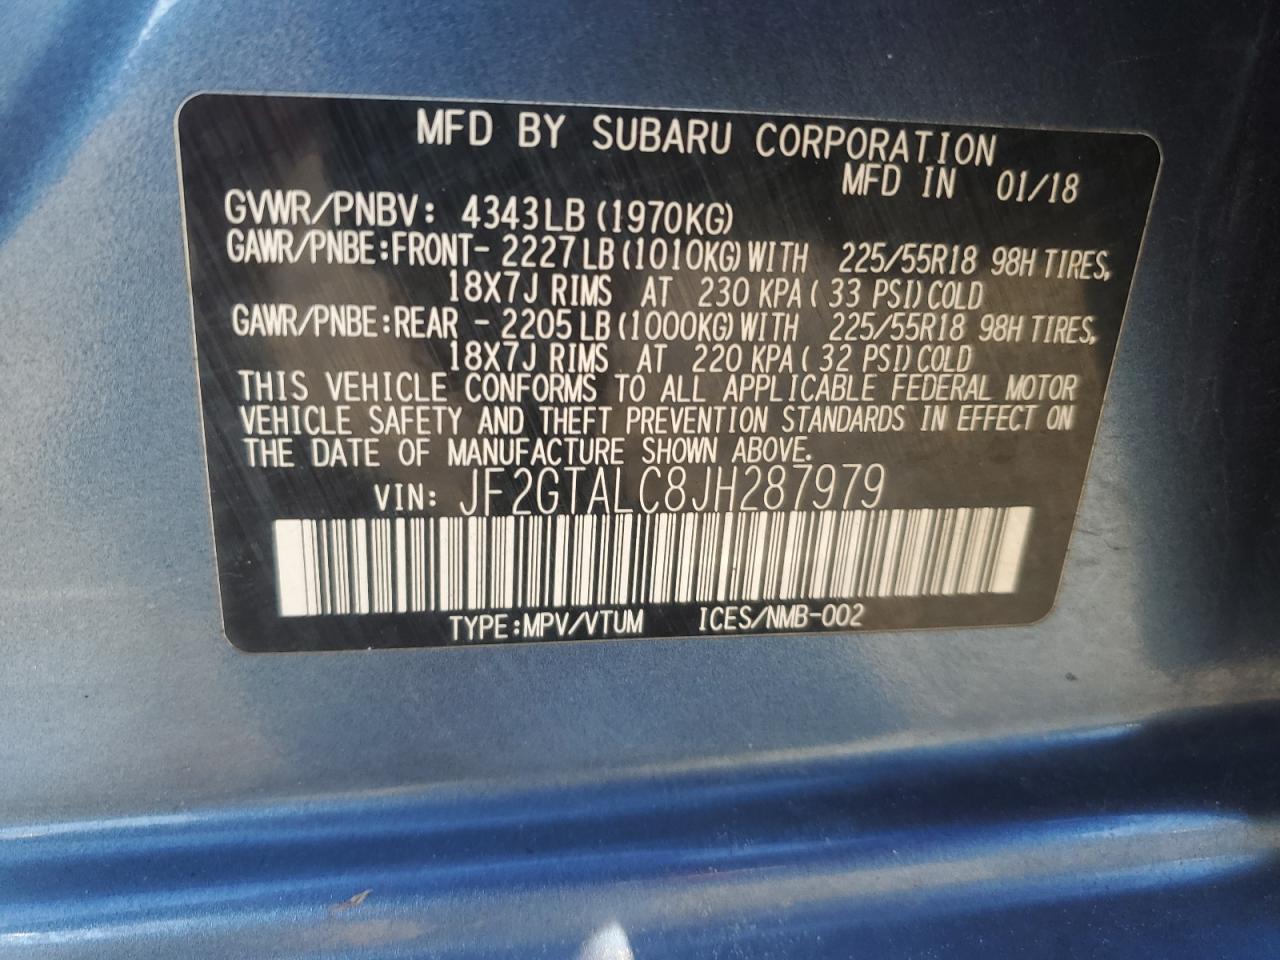 MFD BY SUBARU CORPORATION
MFD IN 01/18
GVWR/PNBV: 4343LB (1970KG)
GAWR/PNBE:FRONT- 2227 LB (1010KG) WITH 225/55R18 98H TIRES,
18X7J RIMS AT 230 KPA ( 33 PSI) COLD
GAWR/PNBE:REAR - 2205 LB (1000KG) WITH 225/55R18 98H TIRES,
18X7J RIMS AT 220 KPA ( 32 PSI) COLD
THIS VEHICLE CONFORMS TO ALL APPLICABLE FEDERAL MOTOR
VEHICLE SAFETY AND THEFT PREVENTION STANDARDS IN EFFECT ON
THE DATE OF MANUFACTURE SHOWN ABOVE.
VIN: JF2GTALC8JH287979
TYPE:MPV/VTUM ICES/NMB-002